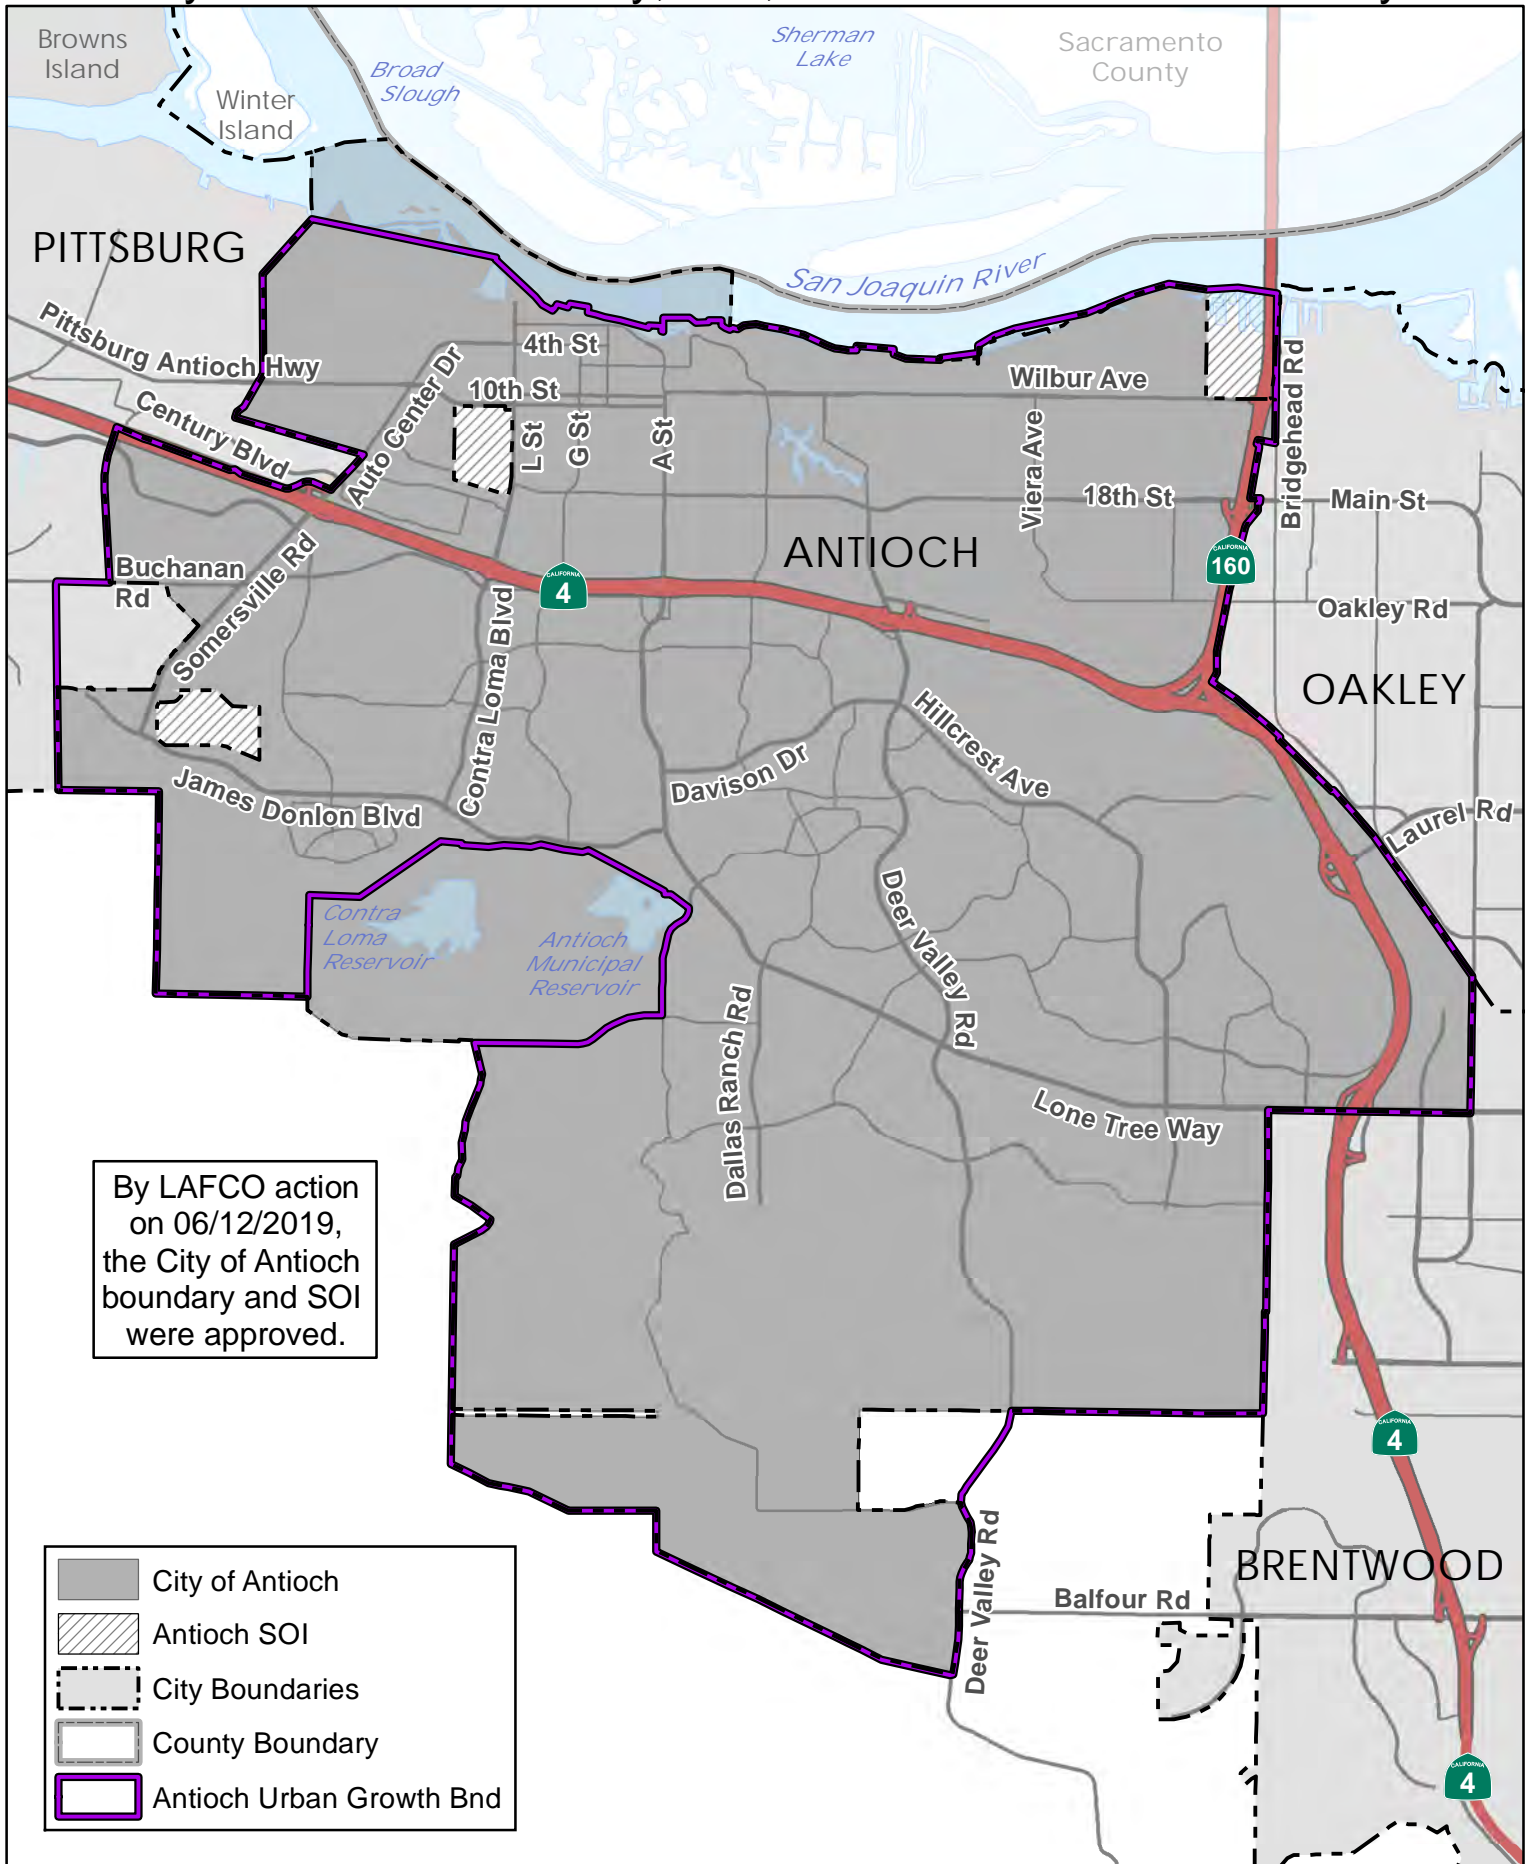 Browns
Island
Winter
Island
Broad
Slough
Sherman
Lake
Sacramento
County
PITTSBURG
San Joaquin River
Pittsburg Antioch Hwy
Century Blvd
Auto Center Dr
4th St
10th St
L St
G St
A St
Wilbur Ave
Viera Ave
18th St
Bridgehead Rd
Main St
ANTIOCH
CALIFORNIA
4
CALIFORNIA
160
Buchanan
Rd
Somersville Rd
Contra Loma Blvd
Oakley Rd
OAKLEY
Hillcrest Ave
Davison Dr
James Donlon Blvd
Laurel Rd
Contra
Loma
Reservoir
Antioch
Municipal
Reservoir
Deer Valley Rd
Dallas Ranch Rd
Lone Tree Way
By LAFCO action
on 06/12/2019,
the City of Antioch
boundary and SOI
were approved.
CALIFORNIA
4
Deer Valley Rd
BRENTWOOD
Balfour Rd
CALIFORNIA
4
City of Antioch
Antioch SOI
City Boundaries
County Boundary
Antioch Urban Growth Bnd